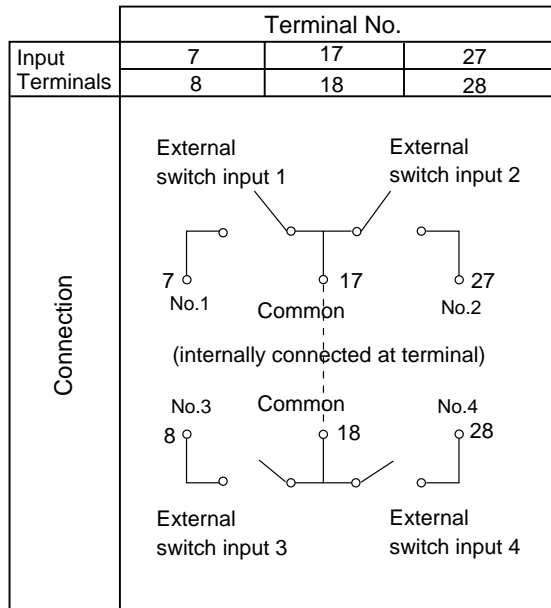 Terminal No.
Input Terminals
7 17 27
8 18 28
Connection
External External
switch input 1 switch input 2
7 17 27
No.1 Common No.2
(internally connected at terminal)
No.3 Common No.4
8 18 28
External External
switch input 3 switch input 4